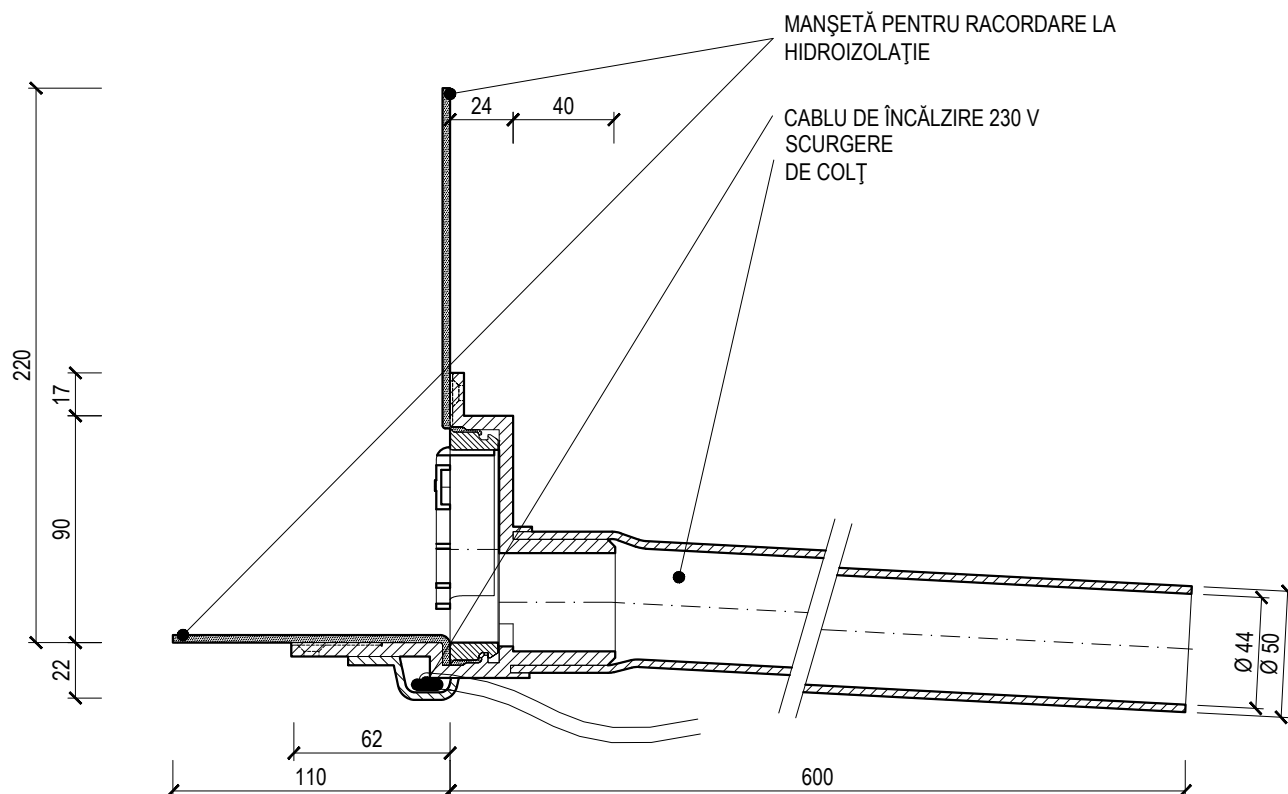 MANŞETĂ PENTRU RACORDARE LA
HIDROIZOLAŢIE
24
40
CABLU DE ÎNCĂLZIRE 230 V
SCURGERE
DE COLŢ
220
17
90
22
Ø 44
Ø 50
62
110
600